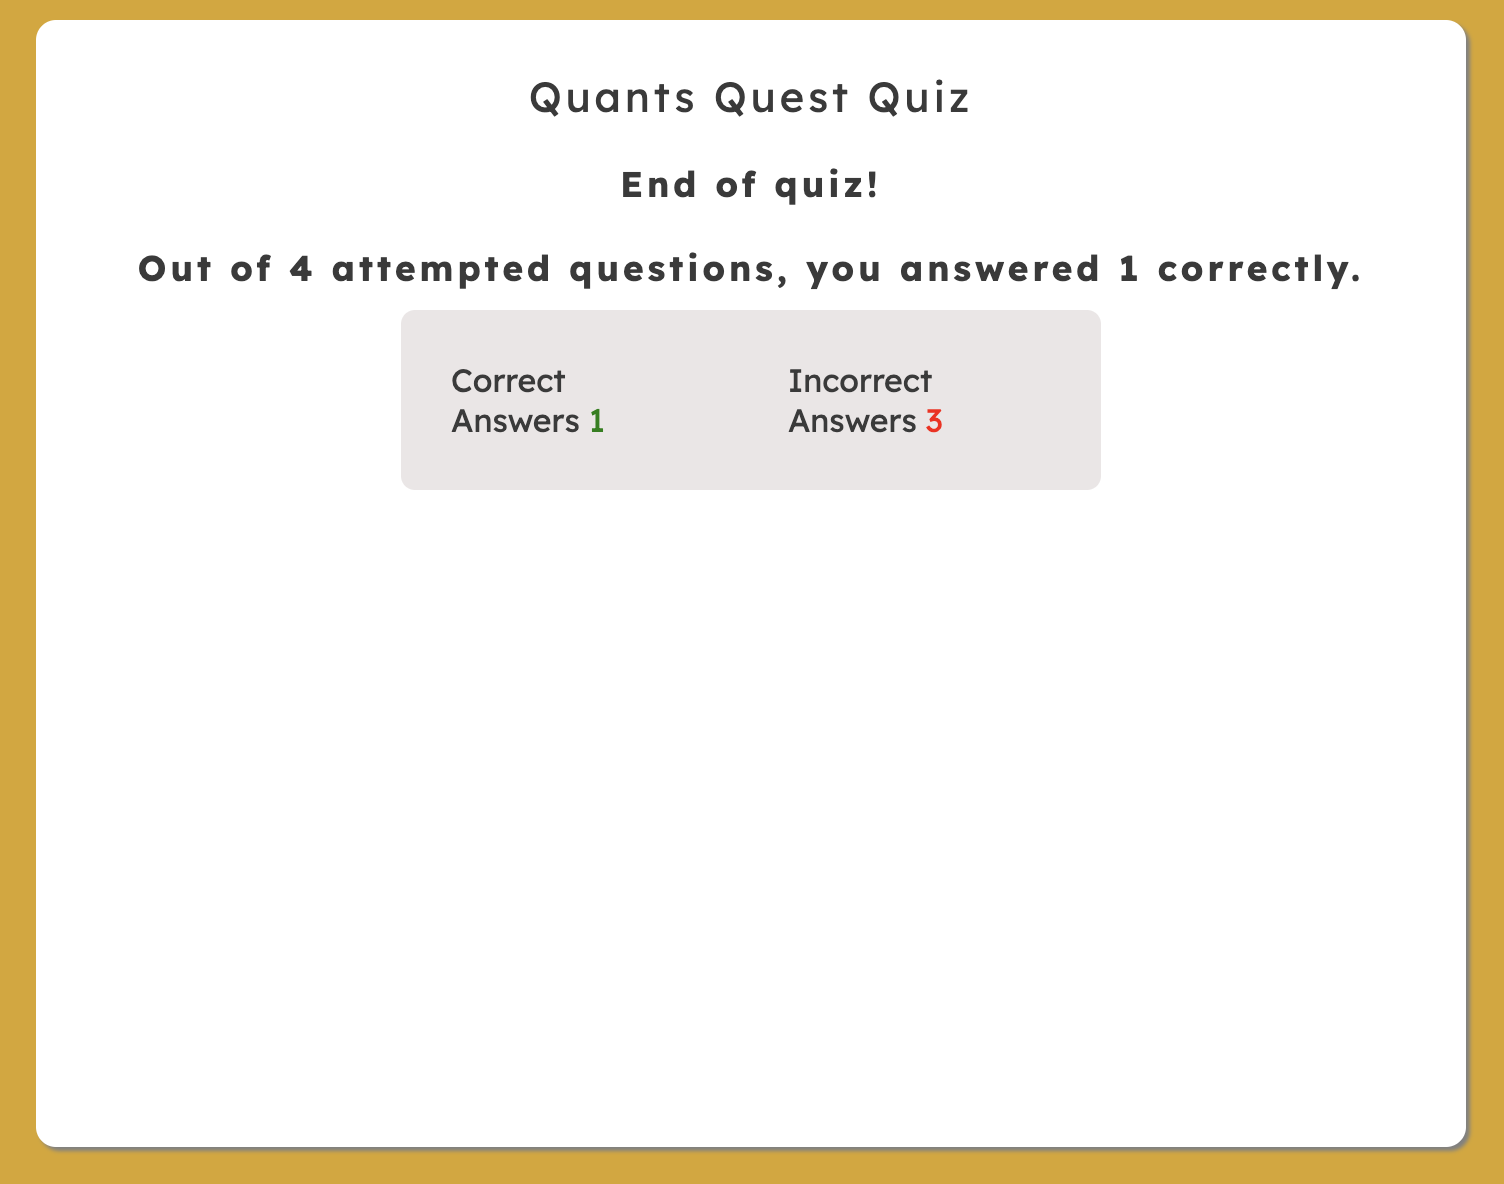 Quants Quest Quiz
End of quiz!
Out of 4 attempted questions, you answered 1 correctly.
Correct
Answers 1
Incorrect
Answers 3